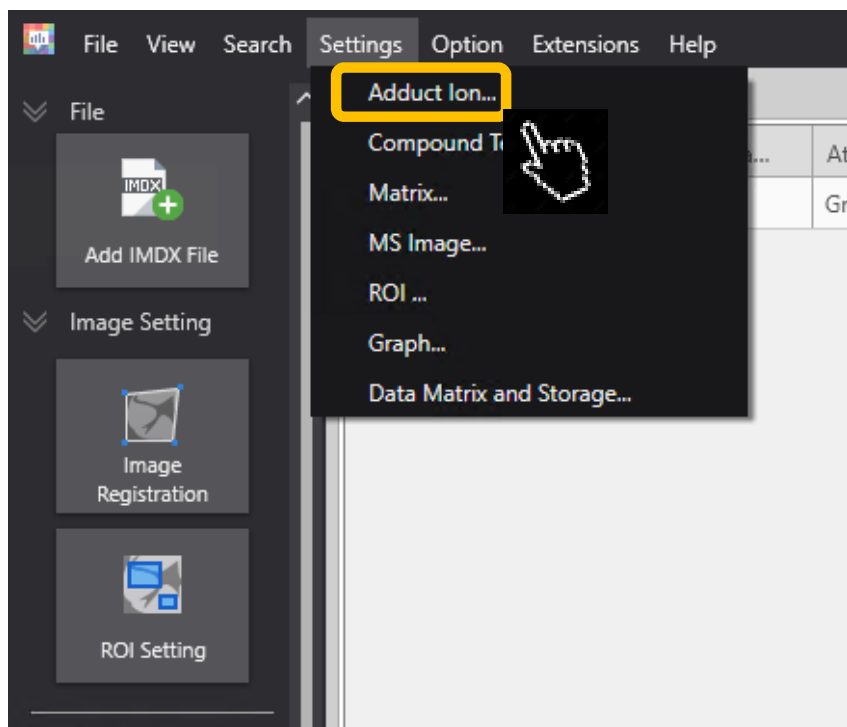 File View Search Settings Option Extensions Help
File
IMDX
Add IMDX File
Image Setting
Image
Registration
ROI Setting
Adduct Ion...
Compound
Matrix...
MS Image...
ROI ...
Graph...
Data Matrix and Storage...